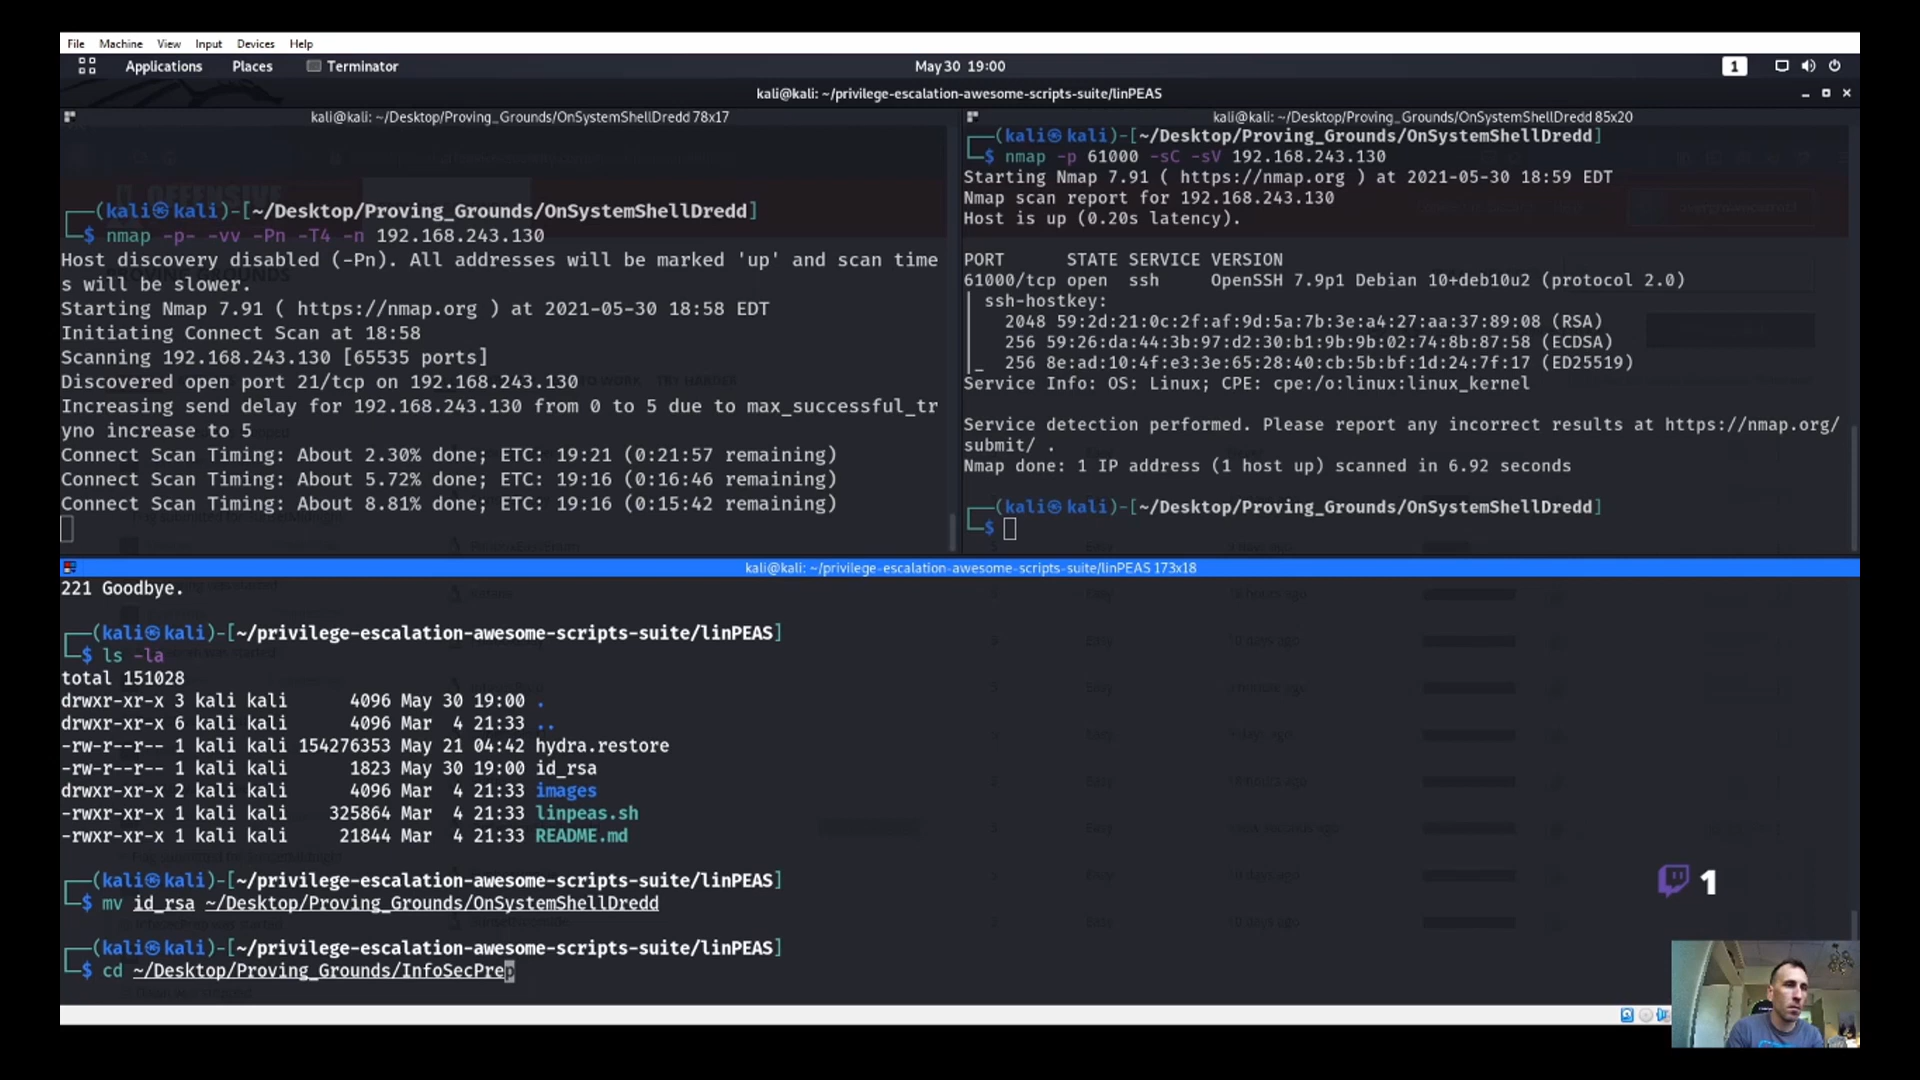 File Machine View Input Devices Help
Applications Places Terminator May 30 19:00 1
kali@kali: ~/privilege-escalation-awesome-scripts-suite/linPEAS
kali@kali: ~/Desktop/Proving_Grounds/OnSystemShellDredd 78x17
┌──(kali㉿kali)-[~/Desktop/Proving_Grounds/OnSystemShellDredd]
└─$ nmap -p- -vv -Pn -T4 -n 192.168.243.130
Host discovery disabled (-Pn). All addresses will be marked 'up' and scan time
s will be slower.
Starting Nmap 7.91 ( https://nmap.org ) at 2021-05-30 18:58 EDT
Initiating Connect Scan at 18:58
Scanning 192.168.243.130 [65535 ports]
Discovered open port 21/tcp on 192.168.243.130
Increasing send delay for 192.168.243.130 from 0 to 5 due to max_successful_tr
yno increase to 5
Connect Scan Timing: About 2.30% done; ETC: 19:21 (0:21:57 remaining)
Connect Scan Timing: About 5.72% done; ETC: 19:16 (0:16:46 remaining)
Connect Scan Timing: About 8.81% done; ETC: 19:16 (0:15:42 remaining)
kali@kali: ~/Desktop/Proving_Grounds/OnSystemShellDredd 85x20
┌──(kali㉿kali)-[~/Desktop/Proving_Grounds/OnSystemShellDredd]
└─$ nmap -p 61000 -sC -sV 192.168.243.130
Starting Nmap 7.91 ( https://nmap.org ) at 2021-05-30 18:59 EDT
Nmap scan report for 192.168.243.130
Host is up (0.20s latency).
PORT STATE SERVICE VERSION
61000/tcp open ssh OpenSSH 7.9p1 Debian 10+deb10u2 (protocol 2.0)
| ssh-hostkey:
| 2048 59:2d:21:0c:2f:af:9d:5a:7b:3e:a4:27:aa:37:89:08 (RSA)
| 256 59:26:da:44:3b:97:d2:30:b1:9b:9b:02:74:8b:87:58 (ECDSA)
|_ 256 8e:ad:10:4f:e3:3e:65:28:40:cb:5b:bf:1d:24:7f:17 (ED25519)
Service Info: OS: Linux; CPE: cpe:/o:linux:linux_kernel
Service detection performed. Please report any incorrect results at https://nmap.org/
submit/ .
Nmap done: 1 IP address (1 host up) scanned in 6.92 seconds
┌──(kali㉿kali)-[~/Desktop/Proving_Grounds/OnSystemShellDredd]
└─$
kali@kali: ~/privilege-escalation-awesome-scripts-suite/linPEAS 173x18
221 Goodbye.
┌──(kali㉿kali)-[~/privilege-escalation-awesome-scripts-suite/linPEAS]
└─$ ls -la
total 151028
drwxr-xr-x 3 kali kali 4096 May 30 19:00 .
drwxr-xr-x 6 kali kali 4096 Mar 4 21:33 ..
-rw-r--r-- 1 kali kali 154276353 May 21 04:42 hydra.restore
-rw-r--r-- 1 kali kali 1823 May 30 19:00 id_rsa
drwxr-xr-x 2 kali kali 4096 Mar 4 21:33 images
-rwxr-xr-x 1 kali kali 325864 Mar 4 21:33 linpeas.sh
-rwxr-xr-x 1 kali kali 21844 Mar 4 21:33 README.md
┌──(kali㉿kali)-[~/privilege-escalation-awesome-scripts-suite/linPEAS]
└─$ mv id_rsa ~/Desktop/Proving_Grounds/OnSystemShellDredd
┌──(kali㉿kali)-[~/privilege-escalation-awesome-scripts-suite/linPEAS]
└─$ cd ~/Desktop/Proving_Grounds/InfoSecPrep
1